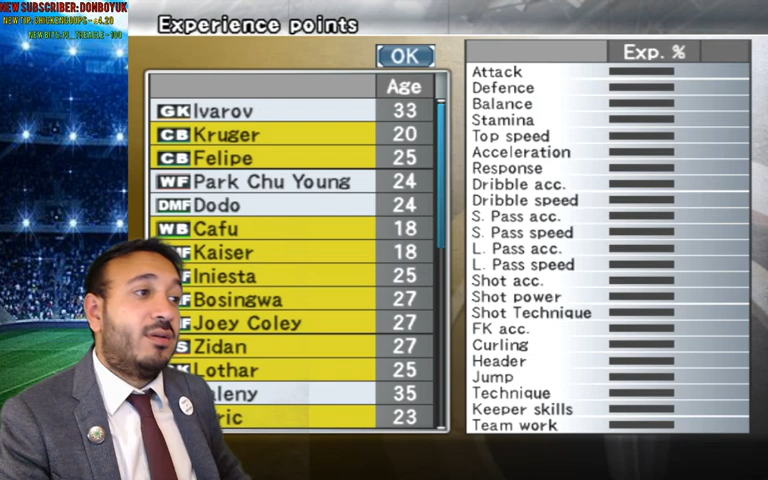 NEW SUBSCRIBER: DONBOYUK
Experience points
OK
Age
GK Ivarov 33
CB Kruger 20
CB Felipe 25
WF Park Chu Young 24
DMF Dodo 24
WB Cafu 18
Kaiser 18
Iniesta 25
Bosingwa 27
Joey Coley 27
Zidan 27
Lothar 25
35
23
Exp. %
Attack
Defence
Balance
Stamina
Top speed
Acceleration
Response
Dribble acc.
Dribble speed
S. Pass acc.
S. Pass speed
L. Pass acc.
L. Pass speed
Shot acc.
Shot power
Shot Technique
FK acc.
Curling
Header
Jump
Technique
Keeper skills
Team work